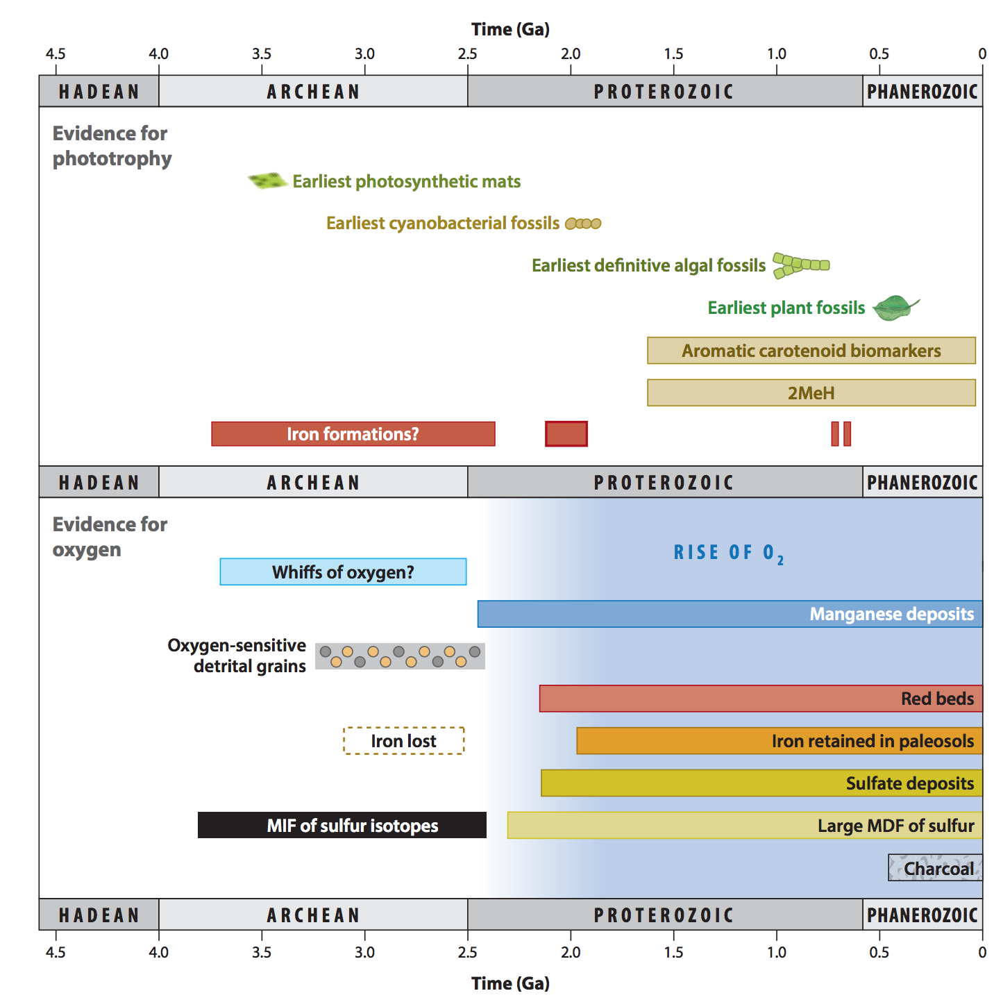 Time (Ga)
4.5 4.0 3.5 3.0 2.5 2.0 1.5 1.0 0.5 0
HADEAN ARCHEAN PROTEROZOIC PHANEROZOIC
Evidence for
phototrophy
Earliest photosynthetic mats
Earliest cyanobacterial fossils
Earliest definitive algal fossils
Earliest plant fossils
Aromatic carotenoid biomarkers
2MeH
Iron formations?
HADEAN ARCHEAN PROTEROZOIC PHANEROZOIC
Evidence for
oxygen
RISE OF O₂
Whiffs of oxygen?
Manganese deposits
Oxygen-sensitive
detrital grains
Red beds
Iron lost
Iron retained in paleosols
Sulfate deposits
MIF of sulfur isotopes
Large MDF of sulfur
Charcoal
HADEAN ARCHEAN PROTEROZOIC PHANEROZOIC
4.5 4.0 3.5 3.0 2.5 2.0 1.5 1.0 0.5 0
Time (Ga)